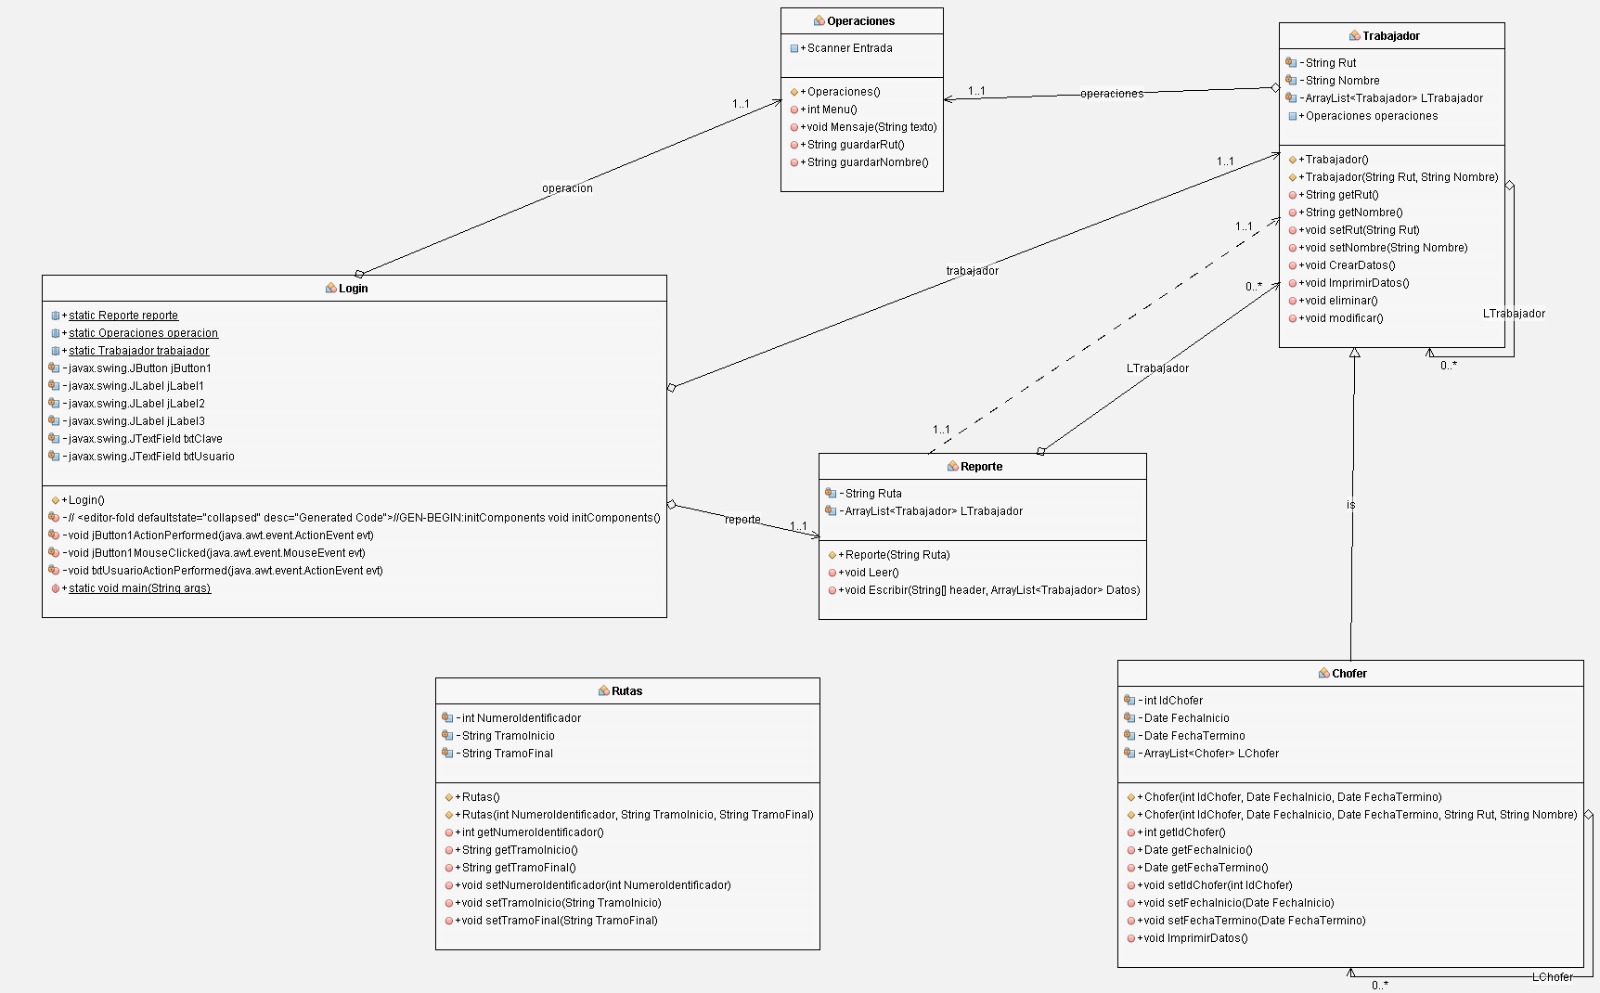 Operaciones
+Scanner Entrada
+Operaciones()
+int Menu()
+void Mensaje(String texto)
+String guardarRut()
+String guardarNombre()
Trabajador
-String Rut
-String Nombre
-ArrayList<Trabajador> LTrabajador
+Operaciones operaciones
+Trabajador()
+Trabajador(String Rut, String Nombre)
+String getRut()
+String getNombre()
+void setRut(String Rut)
+void setNombre(String Nombre)
+void CrearDatos()
+void ImprimirDatos()
+void eliminar()
+void modificar()
1..1
operaciones
1..1
operacion
1..1
trabajador
1..1
1..1
0..*
LTrabajador
LTrabajador
0..*
Login
+static Reporte reporte
+static Operaciones operacion
+static Trabajador trabajador
-javax.swing.JButton jButton1
-javax.swing.JLabel jLabel1
-javax.swing.JLabel jLabel2
-javax.swing.JLabel jLabel3
-javax.swing.JTextField txtClave
-javax.swing.JTextField txtUsuario
+Login()
-// <editor-fold defaultstate="collapsed" desc="Generated Code">//GEN-BEGIN:initComponents void initComponents()
-void jButton1ActionPerformed(java.awt.event.ActionEvent evt)
-void jButton1MouseClicked(java.awt.event.MouseEvent evt)
-void txtUsuarioActionPerformed(java.awt.event.ActionEvent evt)
+static void main(String args)
reporte
1..1
Reporte
-String Ruta
-ArrayList<Trabajador> LTrabajador
+Reporte(String Ruta)
+void Leer()
+void Escribir(String[] header, ArrayList<Trabajador> Datos)
is
Rutas
-int NumeroIdentificador
-String TramoInicio
-String TramoFinal
+Rutas()
+Rutas(int NumeroIdentificador, String TramoInicio, String TramoFinal)
+int getNumeroIdentificador()
+String getTramoInicio()
+String getTramoFinal()
+void setNumeroIdentificador(int NumeroIdentificador)
+void setTramoInicio(String TramoInicio)
+void setTramoFinal(String TramoFinal)
Chofer
-int IdChofer
-Date FechaInicio
-Date FechaTermino
-ArrayList<Chofer> LChofer
+Chofer(int IdChofer, Date FechaInicio, Date FechaTermino)
+Chofer(int IdChofer, Date FechaInicio, Date FechaTermino, String Rut, String Nombre)
+int getIdChofer()
+Date getFechaInicio()
+Date getFechaTermino()
+void setIdChofer(int IdChofer)
+void setFechaInicio(Date FechaInicio)
+void setFechaTermino(Date FechaTermino)
+void ImprimirDatos()
LChofer
0..*